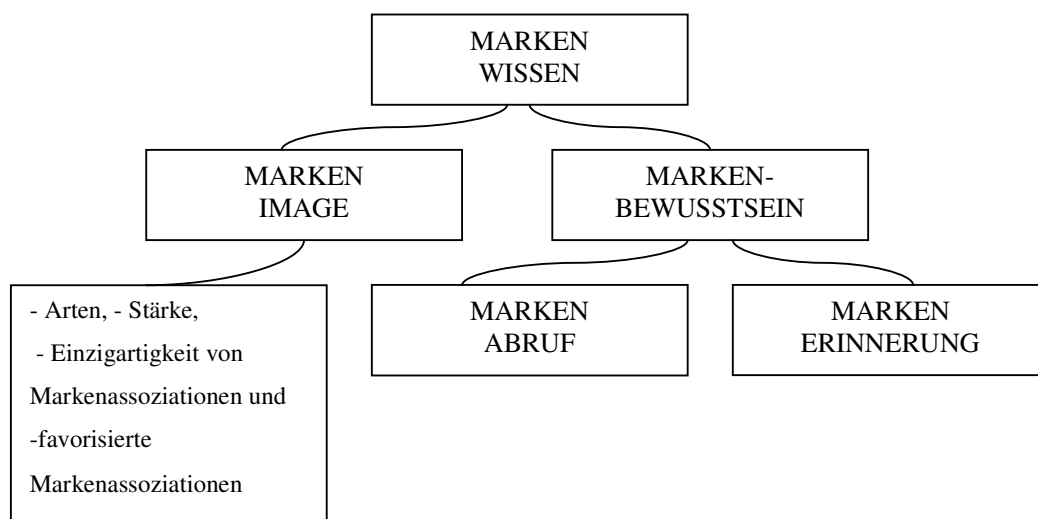 MARKEN
WISSEN
MARKEN
IMAGE
MARKEN-
BEWUSSTSEIN
- Arten, - Stärke,
- Einzigartigkeit von
Markenassoziationen und
-favorisierte
Markenassoziationen
MARKEN
ABRUF
MARKEN
ERINNERUNG